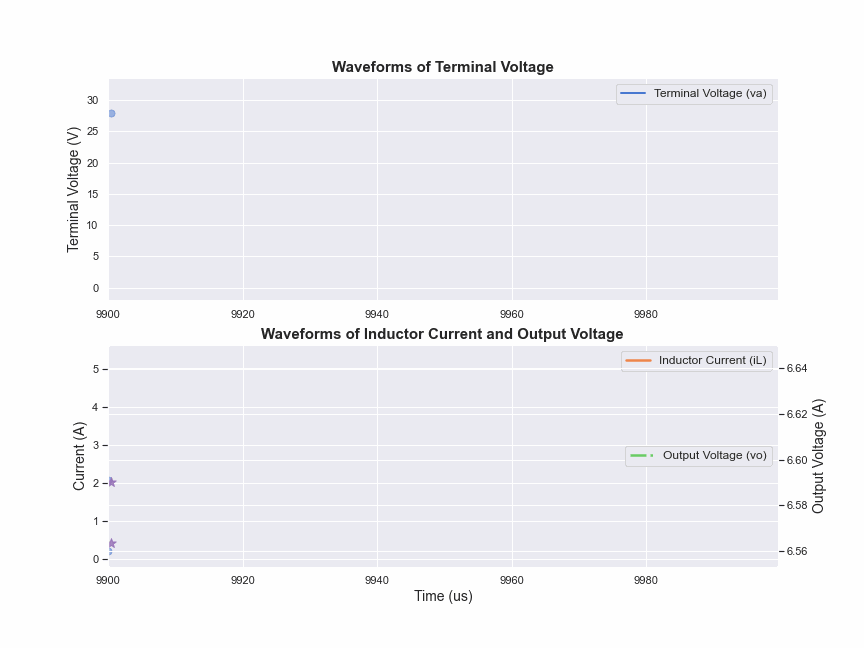 Waveforms of Terminal Voltage
Terminal Voltage (va)
Terminal Voltage (V)
30
25
20
15
10
5
0
9900 9920 9940 9960 9980
Waveforms of Inductor Current and Output Voltage
Inductor Current (iL)
Output Voltage (vo)
Current (A)
5
4
3
2
1
0
6.64
6.62
6.60
6.58
6.56
Output Voltage (A)
9900 9920 9940 9960 9980
Time (us)